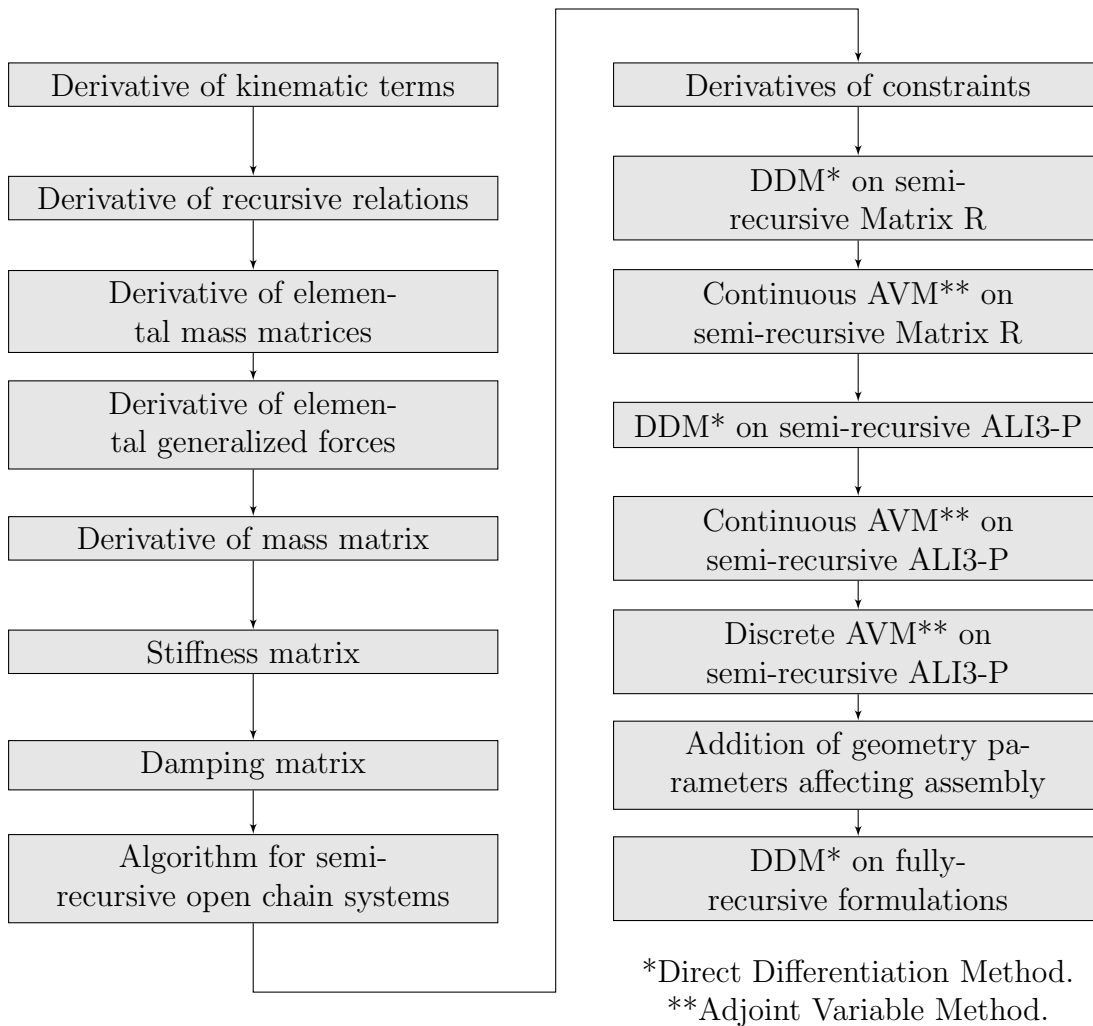 Derivative of kinematic terms
Derivative of recursive relations
Derivative of elemen-
tal mass matrices
Derivative of elemen-
tal generalized forces
Derivative of mass matrix
Stiffness matrix
Damping matrix
Algorithm for semi-
recursive open chain systems
Derivatives of constraints
DDM* on semi-
recursive Matrix R
Continuous AVM** on
semi-recursive Matrix R
DDM* on semi-recursive ALI3-P
Continuous AVM** on
semi-recursive ALI3-P
Discrete AVM** on
semi-recursive ALI3-P
Addition of geometry pa-
rameters affecting assembly
DDM* on fully-
recursive formulations
*Direct Differentiation Method.
**Adjoint Variable Method.